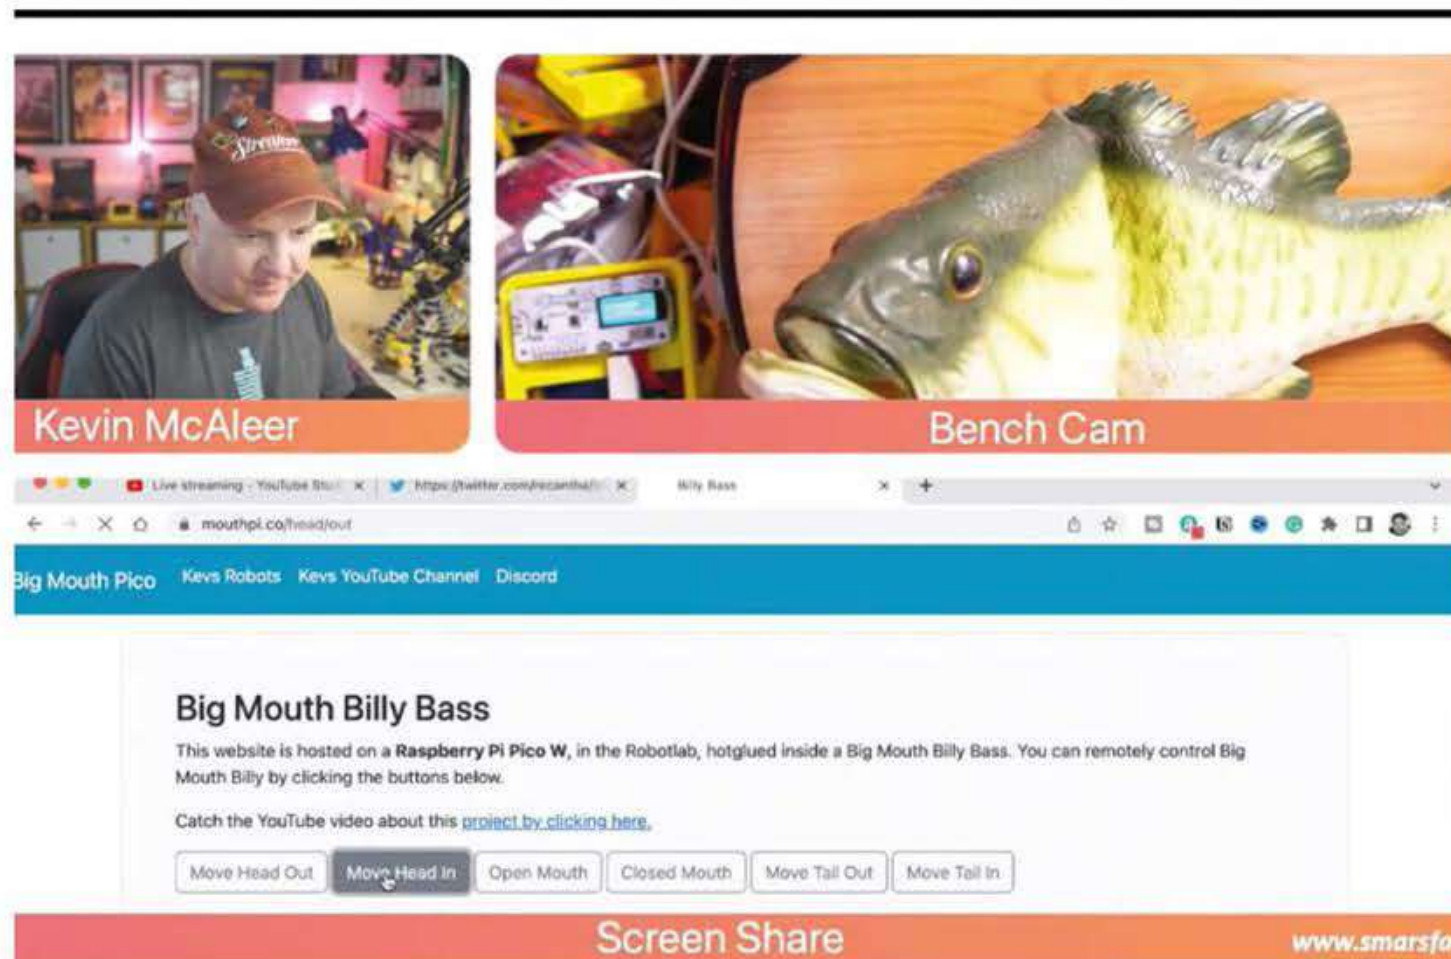 Kevin McAleer
Bench Cam
Live streaming - YouTube Stu
Billy Bass
mouthpi.co/head/out
Big Mouth Pico Kevs Robots Kevs YouTube Channel Discord
Big Mouth Billy Bass
This website is hosted on a Raspberry Pi Pico W, in the Robotlab, hotglued inside a Big Mouth Billy Bass. You can remotely control Big
Mouth Billy by clicking the buttons below.
Catch the YouTube video about this project by clicking here.
Move Head Out Move Head In Open Mouth Closed Mouth Move Tail Out Move Tail In
Screen Share
www.smarsfa